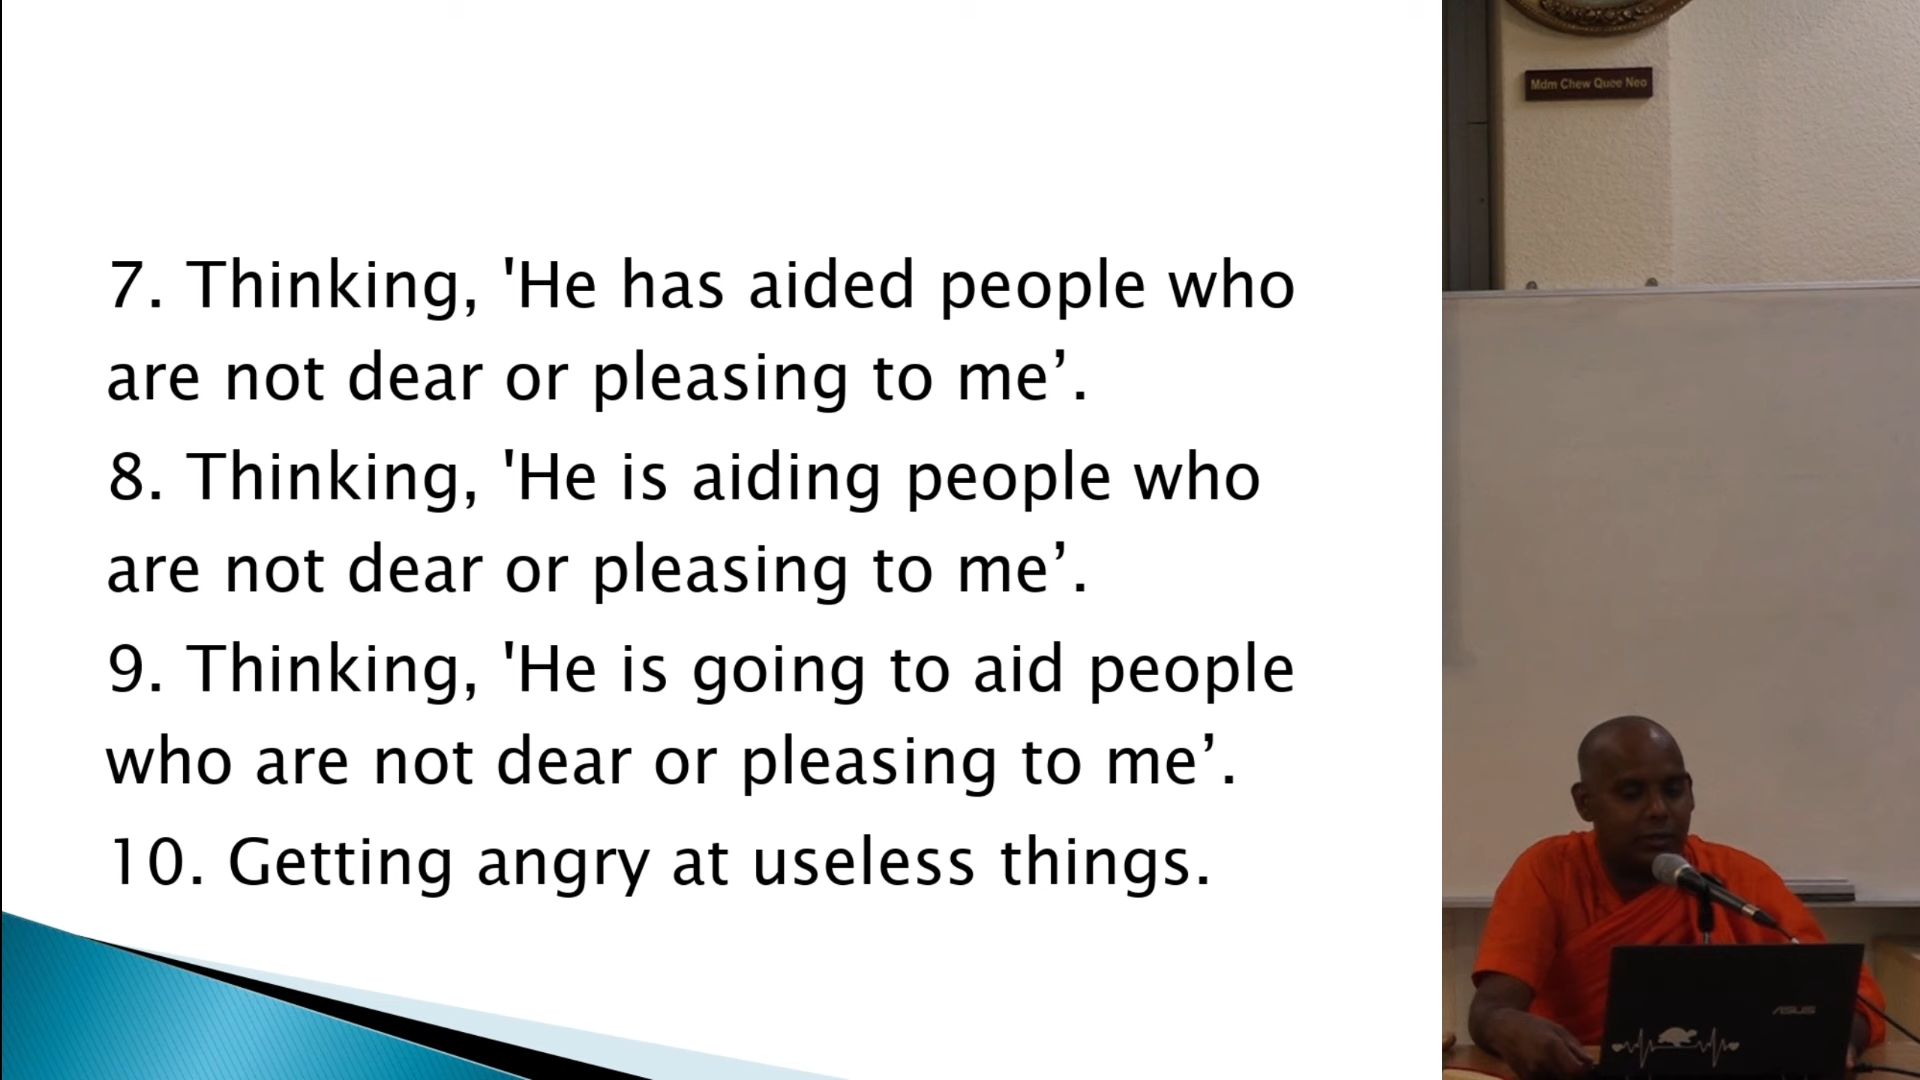 7. Thinking, 'He has aided people who
are not dear or pleasing to me’.
8. Thinking, 'He is aiding people who
are not dear or pleasing to me’.
9. Thinking, 'He is going to aid people
who are not dear or pleasing to me’.
10. Getting angry at useless things.
Mdm Chew Quee Neo
ASUS